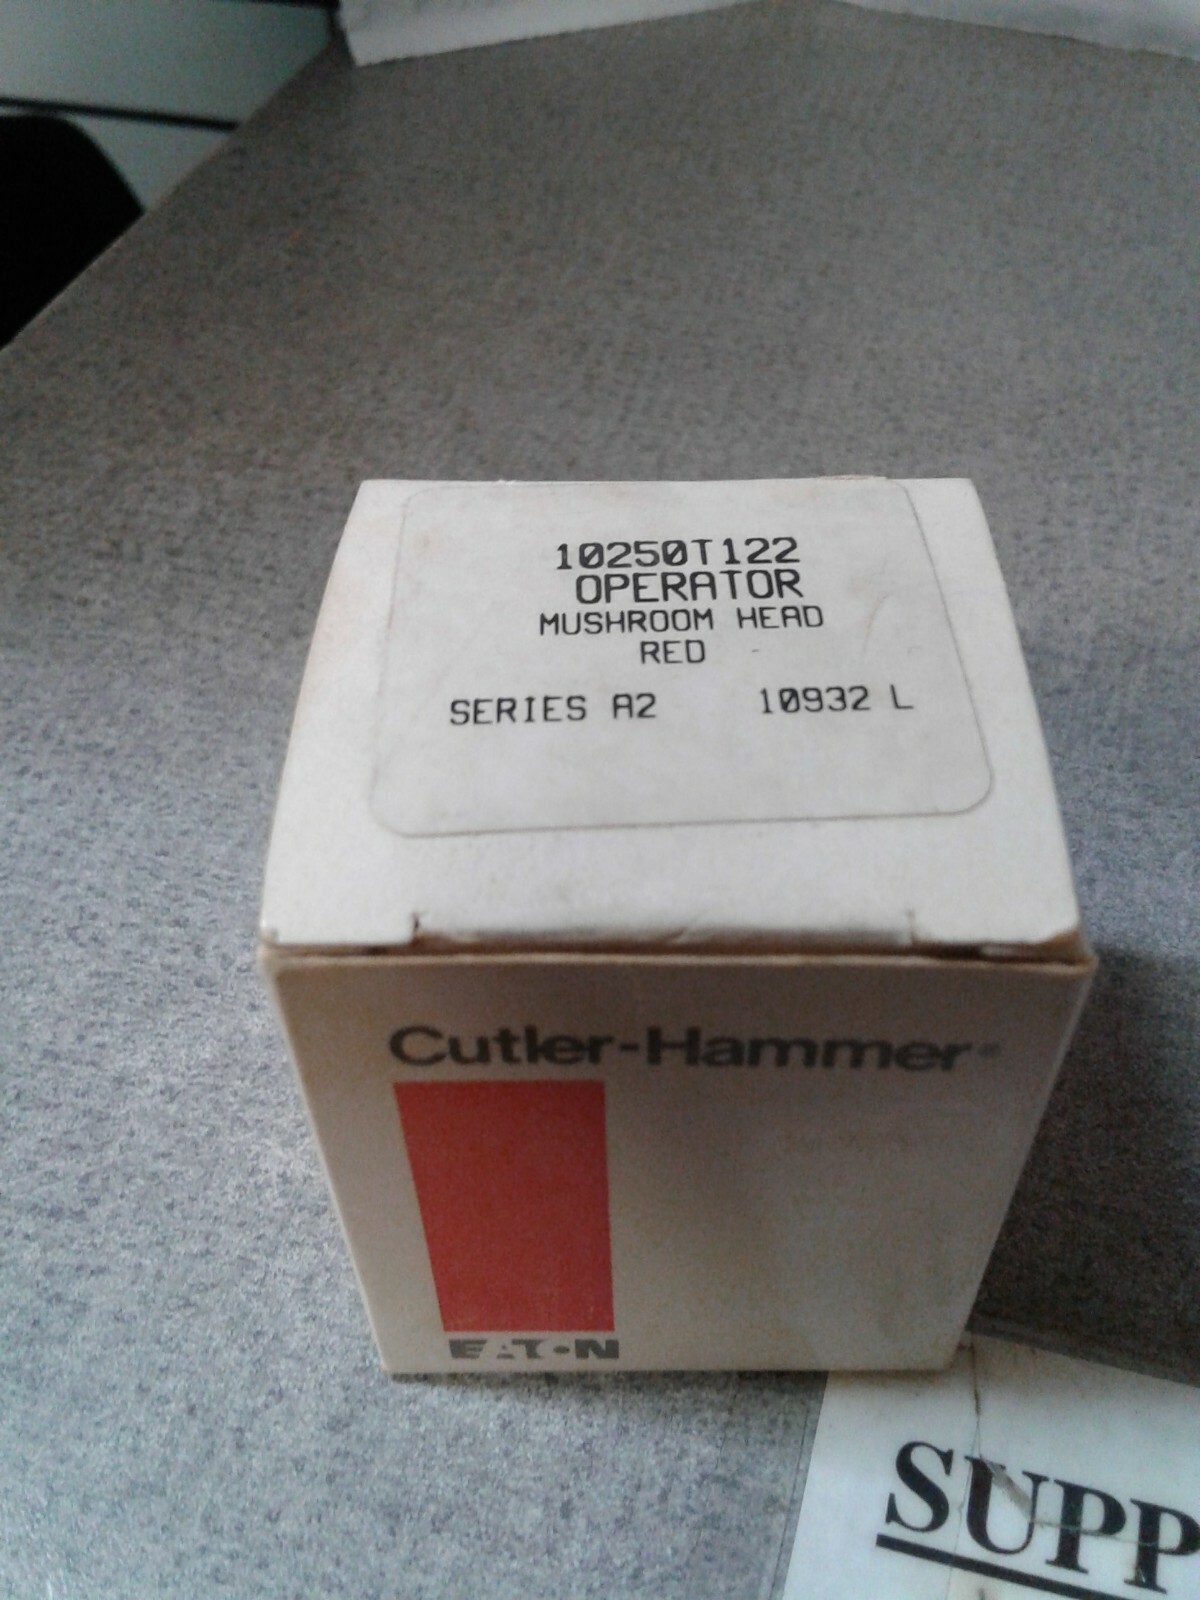 10250T122
OPERATOR
MUSHROOM HEAD
RED
SERIES A2 10932 L
Cutler-Hammer®
EATON
SUPP